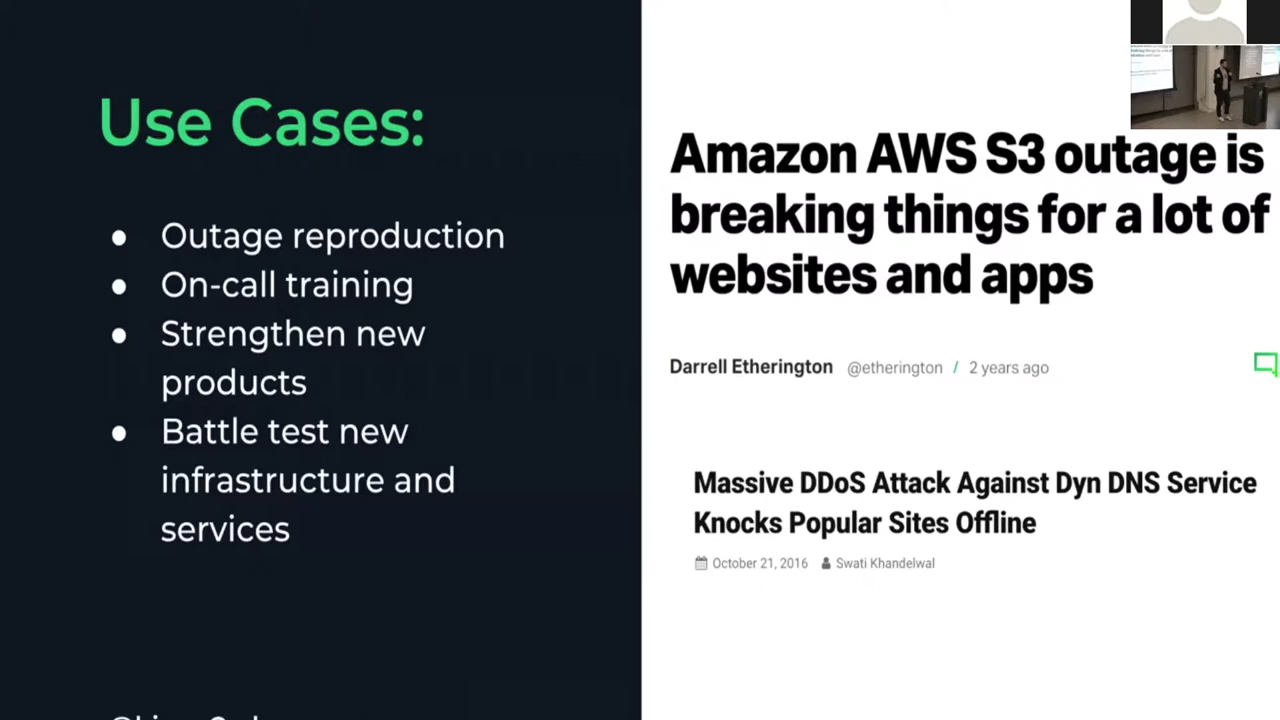 Use Cases:
● Outage reproduction
● On-call training
● Strengthen new
products
● Battle test new
infrastructure and
services
Amazon AWS S3 outage is
breaking things for a lot of
websites and apps
Darrell Etherington @etherington / 2 years ago
Massive DDoS Attack Against Dyn DNS Service
Knocks Popular Sites Offline
October 21, 2016 Swati Khandelwal